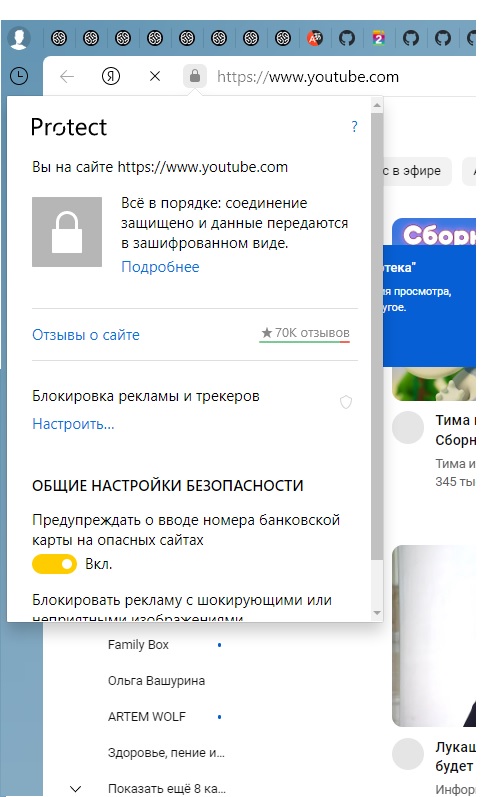 https://www.youtube.com
Protect
?
Вы на сайте https://www.youtube.com
Всё в порядке: соединение
защищено и данные передаются
в зашифрованном виде.
Подробнее
Отзывы о сайте
70K отзывов
Блокировка рекламы и трекеров
Настроить...
ОБЩИЕ НАСТРОЙКИ БЕЗОПАСНОСТИ
Предупреждать о вводе номера банковской
карты на опасных сайтах
Вкл.
Блокировать рекламу с шокирующими или
неприятными изображениями
с в эфире
Сборн
тека"
ия просмотра,
угое.
Тима и
Сборн
Тима и
345 ты
Family Box
Ольга Вашурина
ARTEM WOLF
Здоровье, пение и...
Показать ещё 8 ка...
Лукаш
будет
Инфор